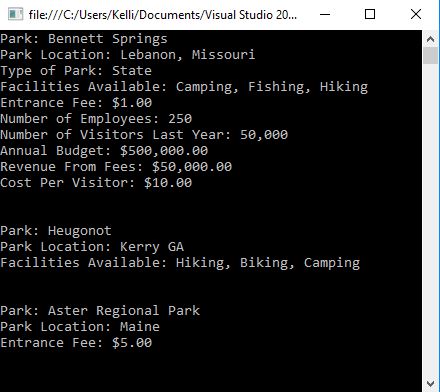 file:///C:/Users/Kelli/Documents/Visual Studio 20...
Park: Bennett Springs
Park Location: Lebanon, Missouri
Type of Park: State
Facilities Available: Camping, Fishing, Hiking
Entrance Fee: $1.00
Number of Employees: 250
Number of Visitors Last Year: 50,000
Annual Budget: $500,000.00
Revenue From Fees: $50,000.00
Cost Per Visitor: $10.00
Park: Heugonot
Park Location: Kerry GA
Facilities Available: Hiking, Biking, Camping
Park: Aster Regional Park
Park Location: Maine
Entrance Fee: $5.00